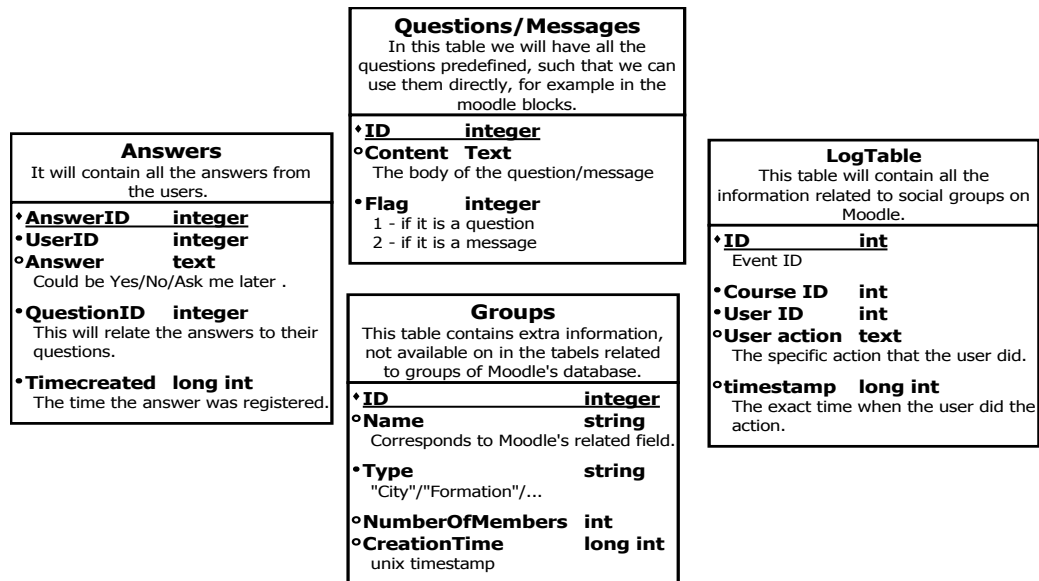 Questions/Messages
In this table we will have all the
questions predefined, such that we can
use them directly, for example in the
moodle blocks.
ID integer
Content Text
The body of the question/message
Flag integer
1 - if it is a question
2 - if it is a message
Answers
It will contain all the answers from
the users.
AnswerID integer
UserID integer
Answer text
Could be Yes/No/Ask me later .
QuestionID integer
This will relate the answers to their
questions.
Timecreated long int
The time the answer was registered.
Groups
This table contains extra information,
not available on in the tabels related
to groups of Moodle's database.
ID integer
Name string
Corresponds to Moodle's related field.
Type string
"City"/"Formation"/...
NumberOfMembers int
CreationTime long int
unix timestamp
LogTable
This table will contain all the
information related to social groups on
Moodle.
ID int
Event ID
Course ID int
User ID int
User action text
The specific action that the user did.
timestamp long int
The exact time when the user did the
action.